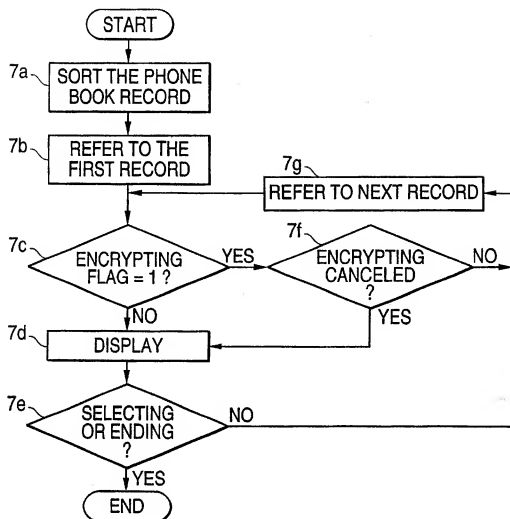 START
7a
SORT THE PHONE
BOOK RECORD
7b
REFER TO THE
FIRST RECORD
7g
REFER TO NEXT RECORD
7c
ENCRYPTING
FLAG = 1 ?
YES
7f
ENCRYPTING
CANCELED
?
NO
NO
YES
7d
DISPLAY
7e
SELECTING
OR ENDING
?
NO
YES
END